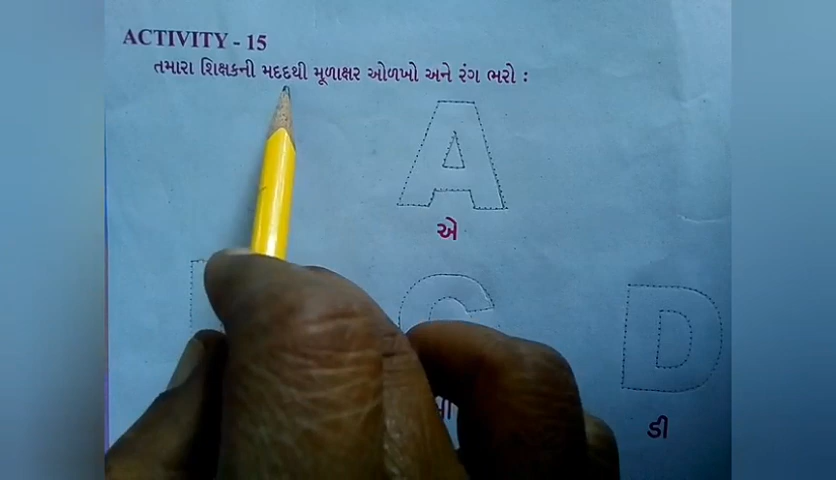 ACTIVITY - 15
તમારા શિક્ષકની મદદથી મૂળાક્ષર ઓળખો અને રંગ ભરો :
A
એ
C D
ડી